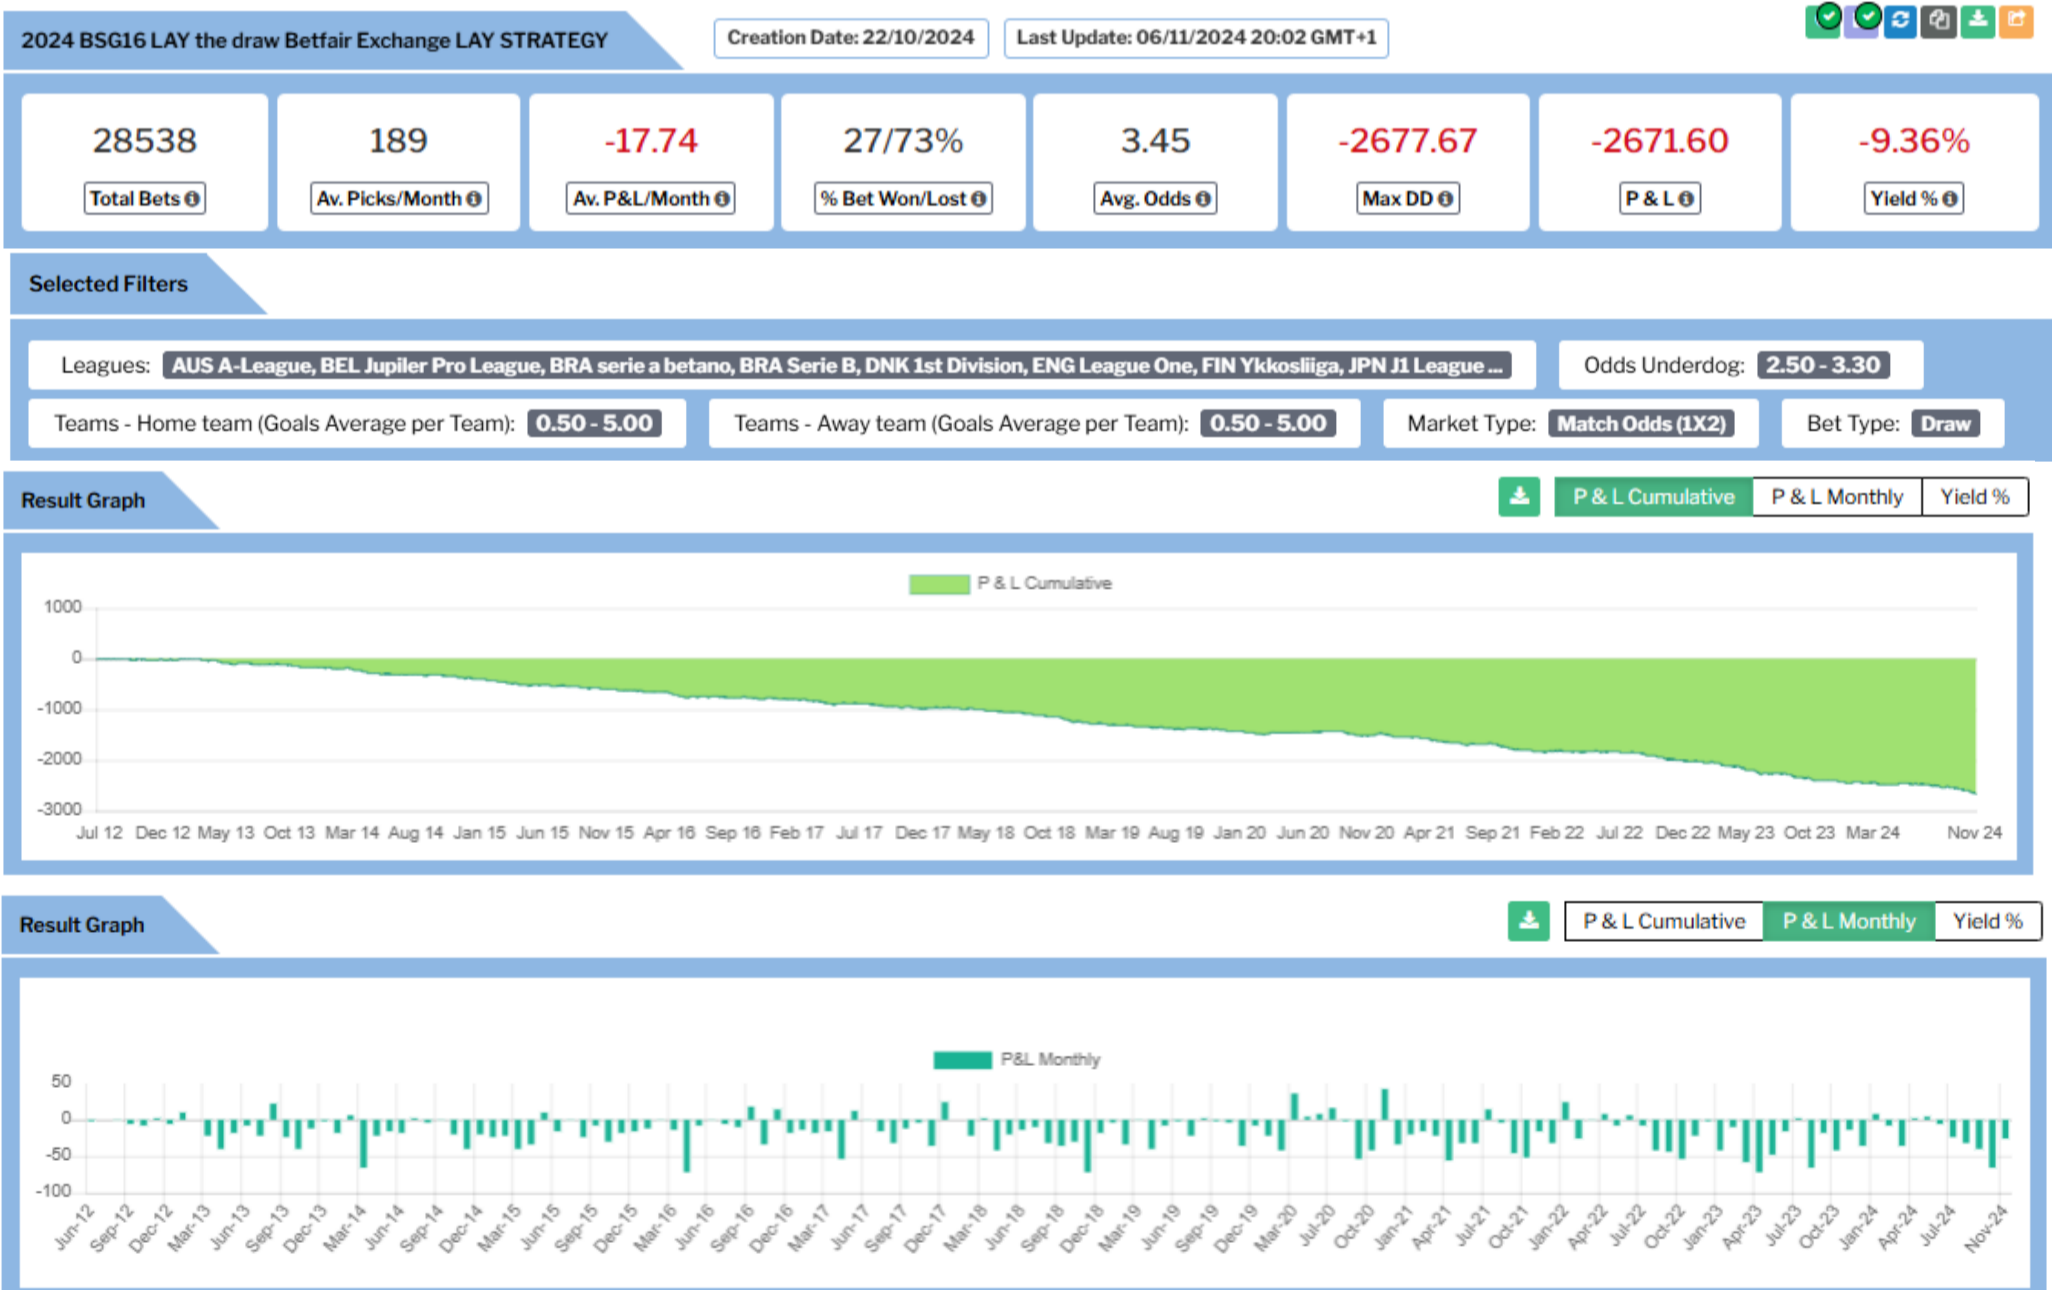 2024 BSG16 LAY the draw Betfair Exchange LAY STRATEGY
Creation Date: 22/10/2024
Last Update: 06/11/2024 20:02 GMT+1
28538 189 -17.74 27/73% 3.45 -2677.67 -2671.60 -9.36%
Total Bets Av. Picks/Month Av. P&L/Month % Bet Won/Lost Avg. Odds Max DD P & L Yield %
Selected Filters
Leagues: AUS A-League, BEL Jupiler Pro League, BRA serie a betano, BRA Serie B, DNK 1st Division, ENG League One, FIN Ykkosliiga, JPN J1 League ... Odds Underdog: 2.50 - 3.30
Teams - Home team (Goals Average per Team): 0.50 - 5.00 Teams - Away team (Goals Average per Team): 0.50 - 5.00 Market Type: Match Odds (1X2) Bet Type: Draw
Result Graph
P & L Cumulative P & L Monthly Yield %
P & L Cumulative
1000
0
-1000
-2000
-3000
Jul 12 Dec 12 May 13 Oct 13 Mar 14 Aug 14 Jan 15 Jun 15 Nov 15 Apr 16 Sep 16 Feb 17 Jul 17 Dec 17 May 18 Oct 18 Mar 19 Aug 19 Jan 20 Jun 20 Nov 20 Apr 21 Sep 21 Feb 22 Jul 22 Dec 22 May 23 Oct 23 Mar 24 Nov 24
Result Graph
P & L Cumulative P & L Monthly Yield %
P&L Monthly
50
0
-50
-100
Jun-12 Sep-12 Dec-12 Mar-13 Jun-13 Sep-13 Dec-13 Mar-14 Jun-14 Sep-14 Dec-14 Mar-15 Jun-15 Sep-15 Dec-15 Mar-16 Jun-16 Sep-16 Dec-16 Mar-17 Jun-17 Sep-17 Dec-17 Mar-18 Jun-18 Sep-18 Dec-18 Mar-19 Jun-19 Sep-19 Dec-19 Mar-20 Jul-20 Oct-20 Jan-21 Apr-21 Jul-21 Oct-21 Jan-22 Apr-22 Jul-22 Oct-22 Jan-23 Apr-23 Jul-23 Oct-23 Jan-24 Apr-24 Jul-24 Nov-24